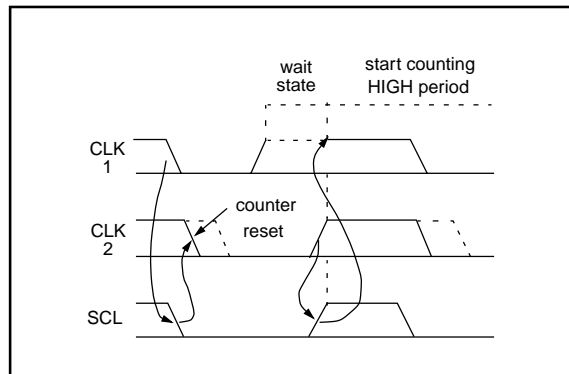 wait
state
start counting
HIGH period
CLK
1
counter
reset
CLK
2
SCL